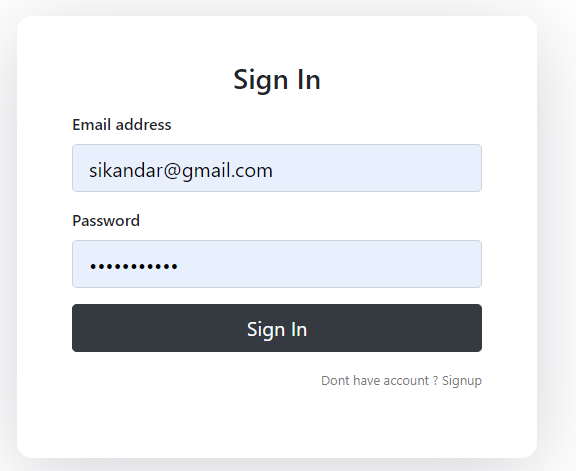 Sign In
Email address
sikandar@gmail.com
Password
•••••••••••
Sign In
Dont have account ? Signup